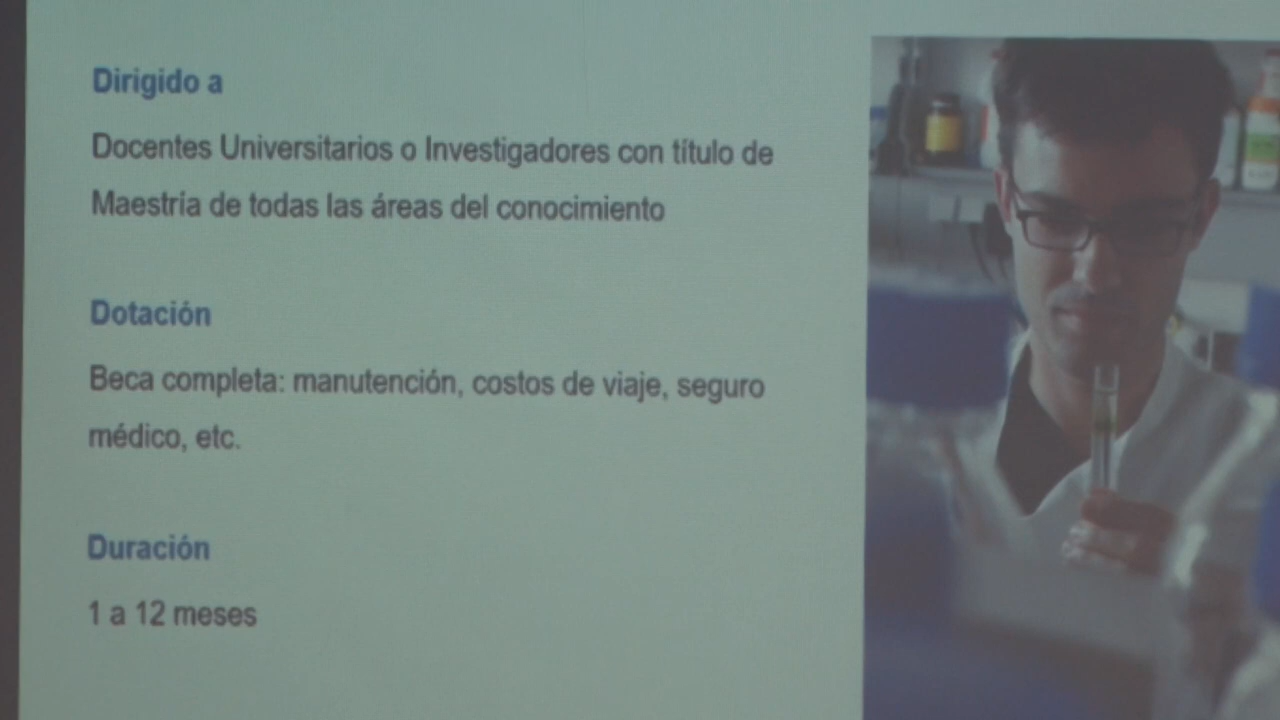 Dirigido a
Docentes Universitarios o Investigadores con título de
Maestria de todas las áreas del conocimiento
Dotación
Beca completa: manutención, costos de viaje, seguro
médico, etc.
Duración
1 a 12 meses